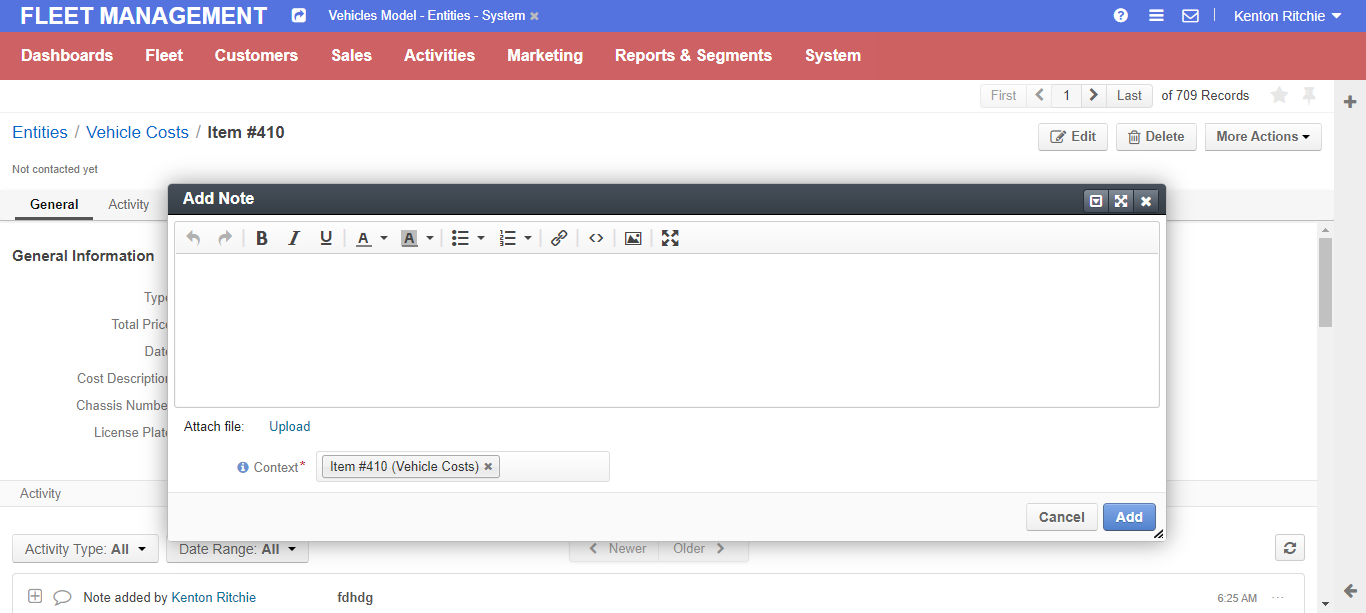 FLEET MANAGEMENT Vehicles Model - Entities - System Kenton Ritchie
Dashboards Fleet Customers Sales Activities Marketing Reports & Segments System
First 1 Last of 709 Records
Entities / Vehicle Costs / Item #410 Edit Delete More Actions
Not contacted yet
General Activity
Add Note
General Information
Type
Total Price
Date
Cost Description
Chassis Number
License Plate
Attach file: Upload
Context* Item #410 (Vehicle Costs)
Activity
Cancel Add
Activity Type: All Date Range: All Newer Older
Note added by Kenton Ritchie fdhdg 6:25 AM